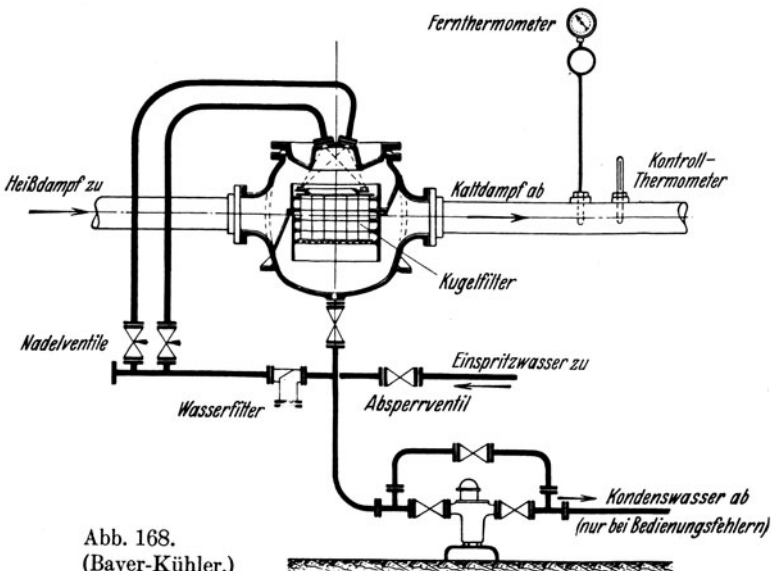 Fernthermometer
Heißdampf zu
Kaltdampf ab
Kontroll-
Thermometer
Kugelfilter
Nadelventile
Einspritzwasser zu
Wasserfilter
Absperrventil
Kondenswasser ab
(nur bei Bedienungsfehlern)
Abb. 168.
(Bayer-Kühler.)